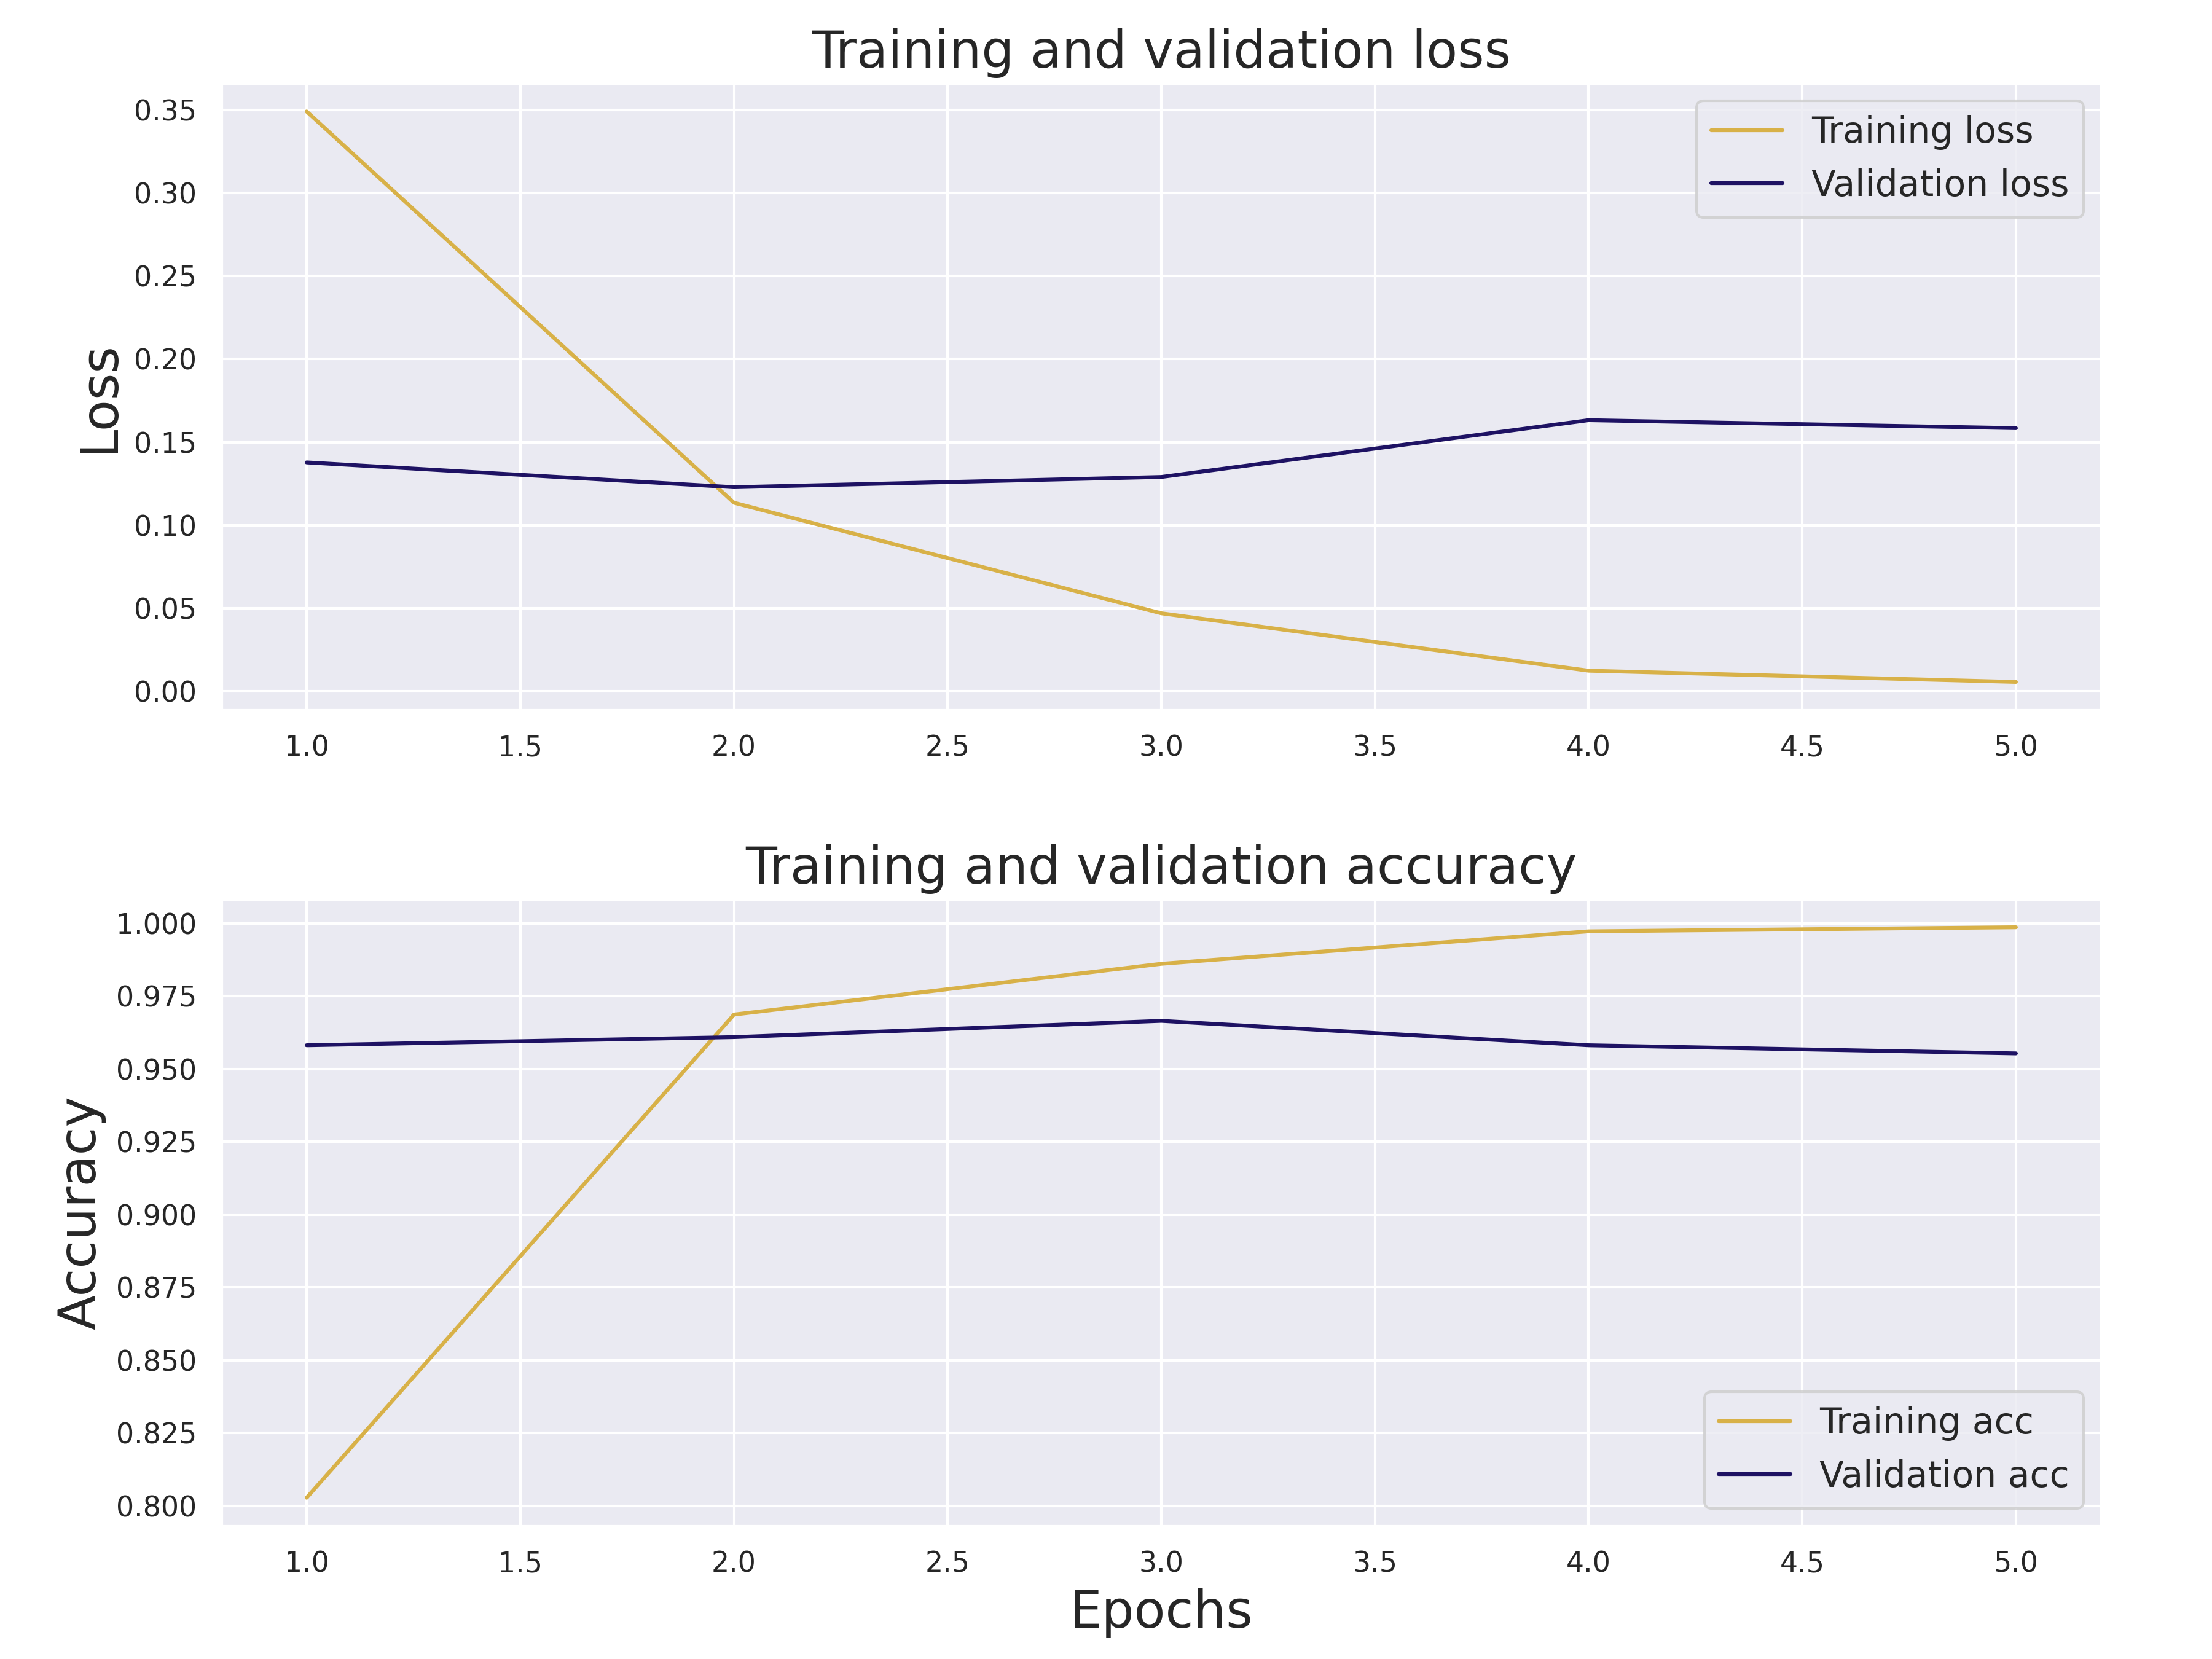 Training and validation loss
Loss
0.35
0.30
0.25
0.20
0.15
0.10
0.05
0.00
Training loss
Validation loss
1.0 1.5 2.0 2.5 3.0 3.5 4.0 4.5 5.0
Training and validation accuracy
Accuracy
1.000
0.975
0.950
0.925
0.900
0.875
0.850
0.825
0.800
Training acc
Validation acc
1.0 1.5 2.0 2.5 3.0 3.5 4.0 4.5 5.0
Epochs